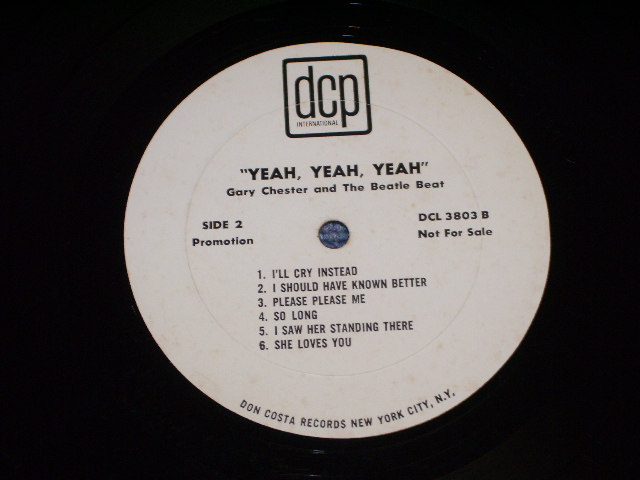 dcp
INTERNATIONAL
"YEAH, YEAH, YEAH"
Gary Chester and The Beatle Beat
SIDE 2
Promotion
DCL 3803 B
Not For Sale
1. I'LL CRY INSTEAD
2. I SHOULD HAVE KNOWN BETTER
3. PLEASE PLEASE ME
4. SO LONG
5. I SAW HER STANDING THERE
6. SHE LOVES YOU
DON COSTA RECORDS NEW YORK CITY, N.Y.